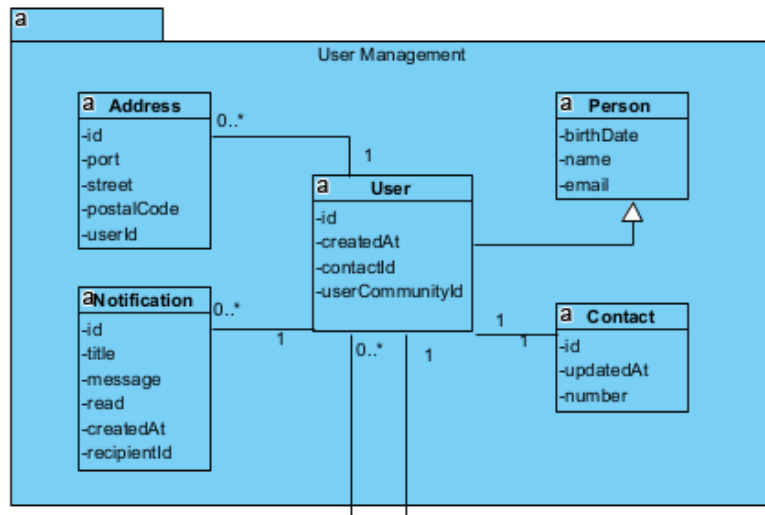 a
User Management
a Address
-id
-port
-street
-postalCode
-userId
0..*
1
a Person
-birthDate
-name
-email
a User
-id
-createdAt
-contactId
-userCommunityId
a Notification
-id
-title
-message
-read
-createdAt
-recipientId
0..*
1
0..*
1
1
1
a Contact
-id
-updatedAt
-number